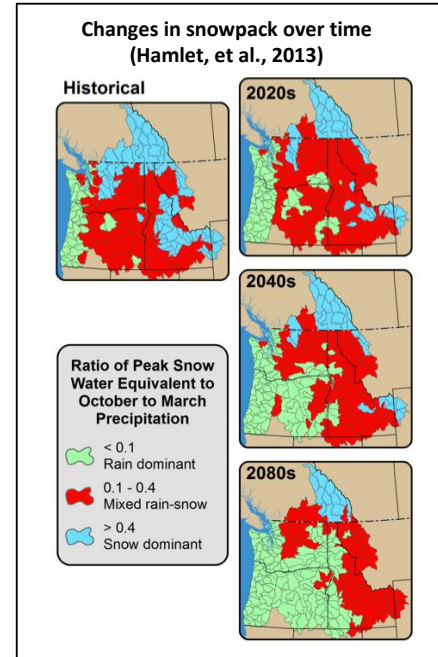 Changes in snowpack over time
(Hamlet, et al., 2013)
Historical
2020s
2040s
Ratio of Peak Snow
Water Equivalent to
October to March
Precipitation
< 0.1
Rain dominant
0.1 - 0.4
Mixed rain-snow
> 0.4
Snow dominant
2080s